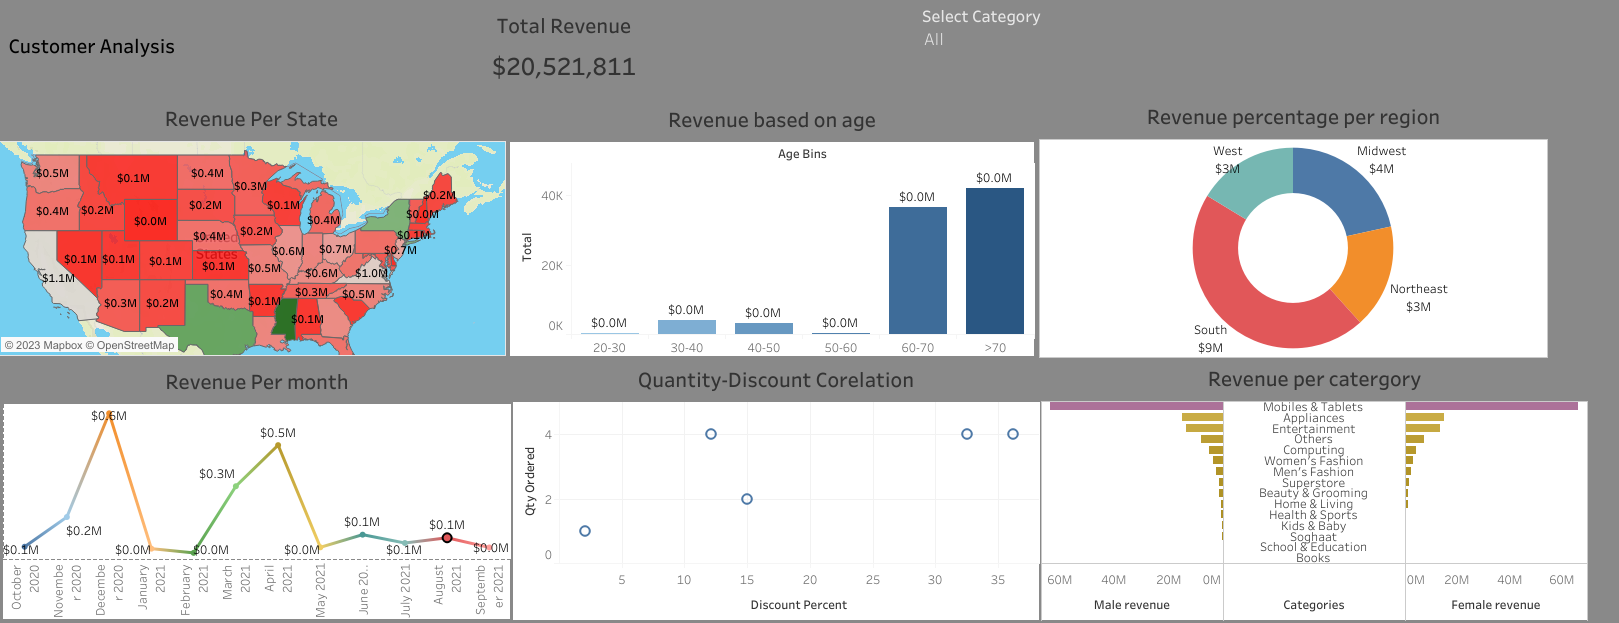 Customer Analysis
Total Revenue
$20,521,811
Select Category
All
Revenue Per State
$0.5M
$0.1M
$0.4M
$0.3M
$0.2M
$0.4M
$0.2M
$0.0M
$0.2M
$0.1M
$0.4M
$0.0M
$0.4M
$0.2M
$0.1M
United
States
$0.6M
$0.7M
$0.7M
$0.1M
$0.1M
$0.1M
$0.1M
$0.5M
$0.6M
$1.0M
$1.1M
$0.3M
$0.2M
$0.4M
$0.1M
$0.3M
$0.5M
$0.1M
© 2023 Mapbox © OpenStreetMap
Revenue based on age
Age Bins
Total
40K
20K
0K
$0.0M
$0.0M
$0.0M
$0.0M
$0.0M
$0.0M
20-30
30-40
40-50
50-60
60-70
>70
Revenue percentage per region
West
$3M
Midwest
$4M
Northeast
$3M
South
$9M
Revenue Per month
$0.1M
$0.2M
$0.6M
$0.0M
$0.0M
$0.3M
$0.5M
$0.0M
$0.1M
$0.1M
$0.1M
$0.0M
October
2020
Novembe
r 2020
Decembe
r 2020
January
2021
February
2021
March
2021
April
2021
May 2021
June 20..
July 2021
August
2021
Septemb
er 2021
Quantity-Discount Corelation
Qty Ordered
4
2
0
5
10
15
20
25
30
35
Discount Percent
Revenue per catergory
Mobiles & Tablets
Appliances
Entertainment
Others
Computing
Women's Fashion
Men's Fashion
Superstore
Beauty & Grooming
Home & Living
Health & Sports
Kids & Baby
Soghaat
School & Education
Books
60M
40M
20M
0M
0M
20M
40M
60M
Male revenue
Categories
Female revenue